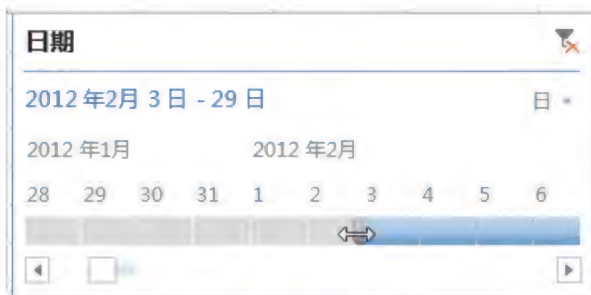 日期
2012 年2月 3 日 - 29 日 日
2012 年1月 2012 年2月
28 29 30 31 1 2 3 4 5 6